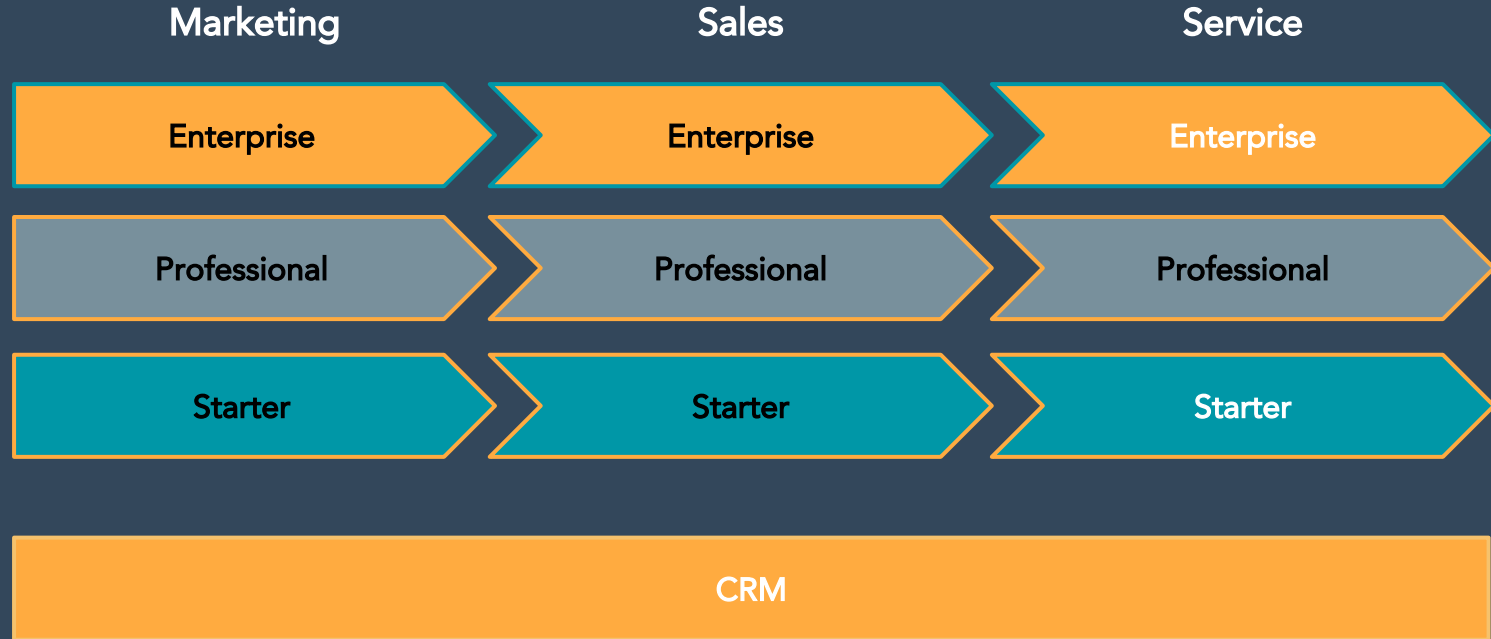 Marketing Sales Service
Enterprise Enterprise Enterprise
Professional Professional Professional
Starter Starter Starter
CRM